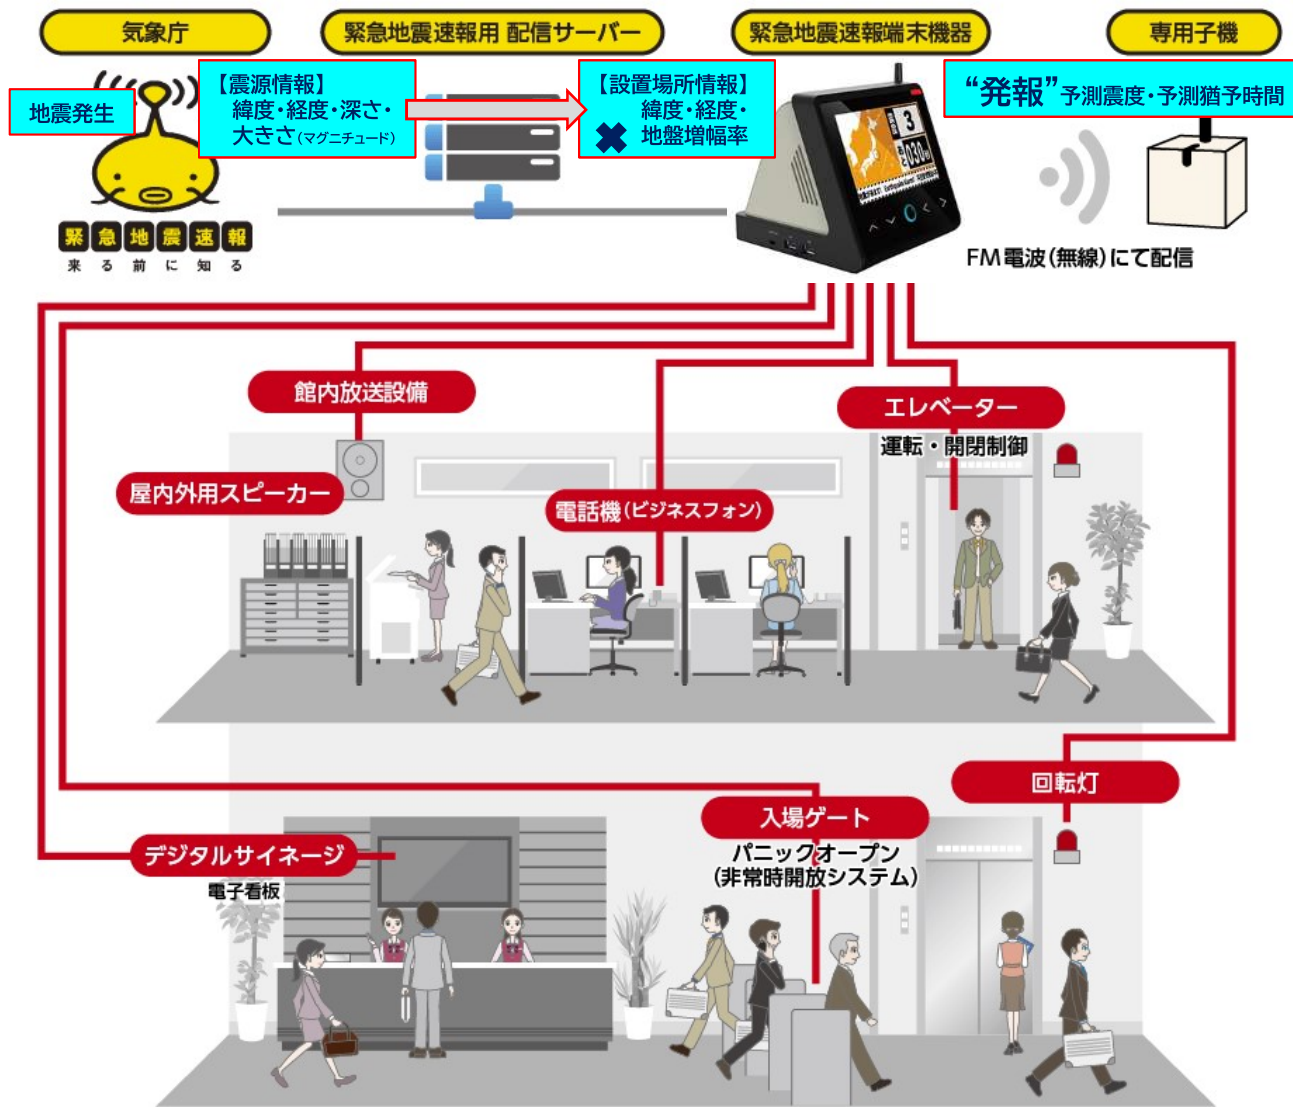 気象庁
緊急地震速報用 配信サーバー
緊急地震速報端末機器
専用子機
地震発生
【震源情報】
緯度・経度・深さ・
大きさ(マグニチュード)
【設置場所情報】
緯度・経度・
地盤増幅率
“発報”予測震度・予測猶予時間
3
030
緊急地震速報
来る前に知る
FM電波(無線)にて配信
館内放送設備
エレベーター
運転・開閉制御
屋内外用スピーカー
電話機(ビジネスフォン)
回転灯
入場ゲート
パニックオープン
(非常時開放システム)
デジタルサイネージ
電子看板